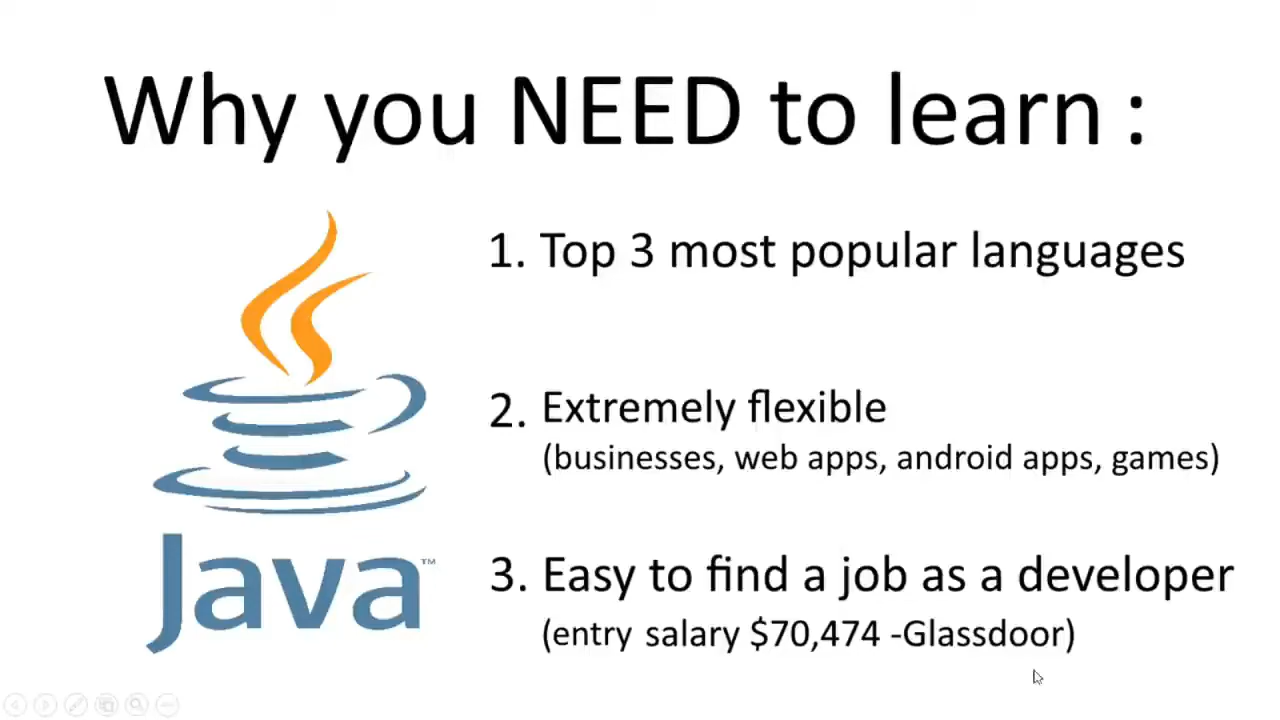 Why you NEED to learn :
1. Top 3 most popular languages
2. Extremely flexible
(businesses, web apps, android apps, games)
3. Easy to find a job as a developer
(entry salary $70,474 -Glassdoor)
Java™